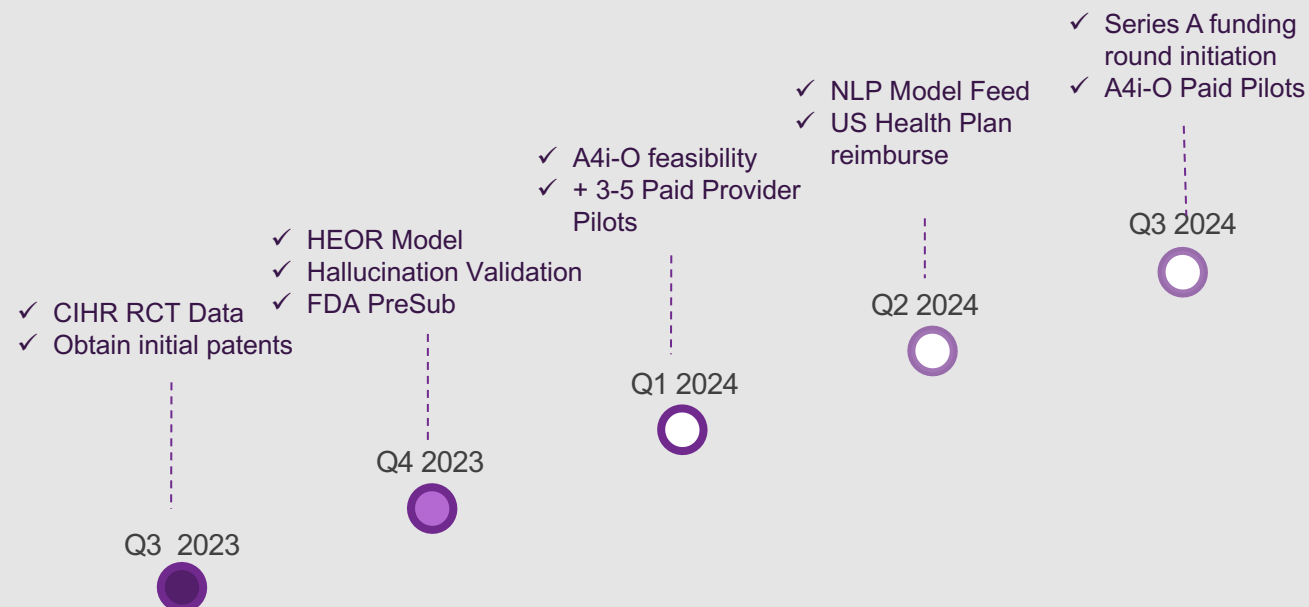 ✓ CIHR RCT Data
✓ Obtain initial patents
Q3 2023
✓ HEOR Model
✓ Hallucination Validation
✓ FDA PreSub
Q4 2023
✓ A4i-O feasibility
✓ + 3-5 Paid Provider
Pilots
Q1 2024
✓ NLP Model Feed
✓ US Health Plan
reimburse
Q2 2024
✓ Series A funding
round initiation
✓ A4i-O Paid Pilots
Q3 2024